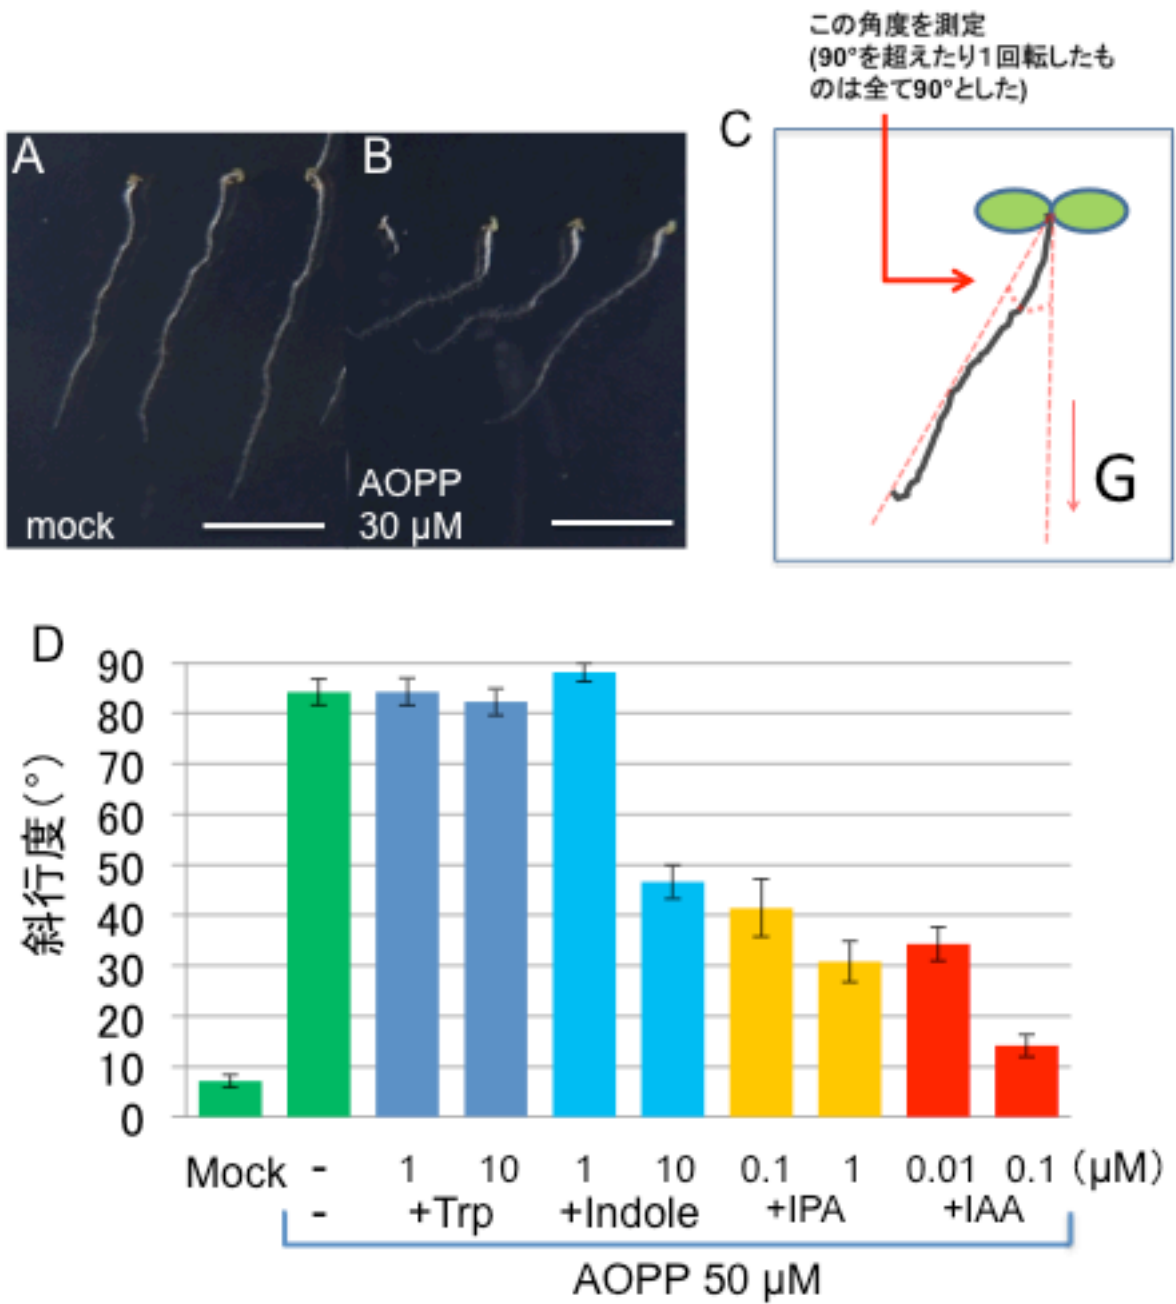 この角度を測定
(90°を超えたり1回転したも
のは全て90°とした)
A
B
C
mock
AOPP
30 μM
G
D
90
80
70
60
50
40
30
20
10
0
斜行度(°)
Mock - 1 10 1 10 0.1 1 0.01 0.1 (μM)
- +Trp +Indole +IPA +IAA
AOPP 50 μM